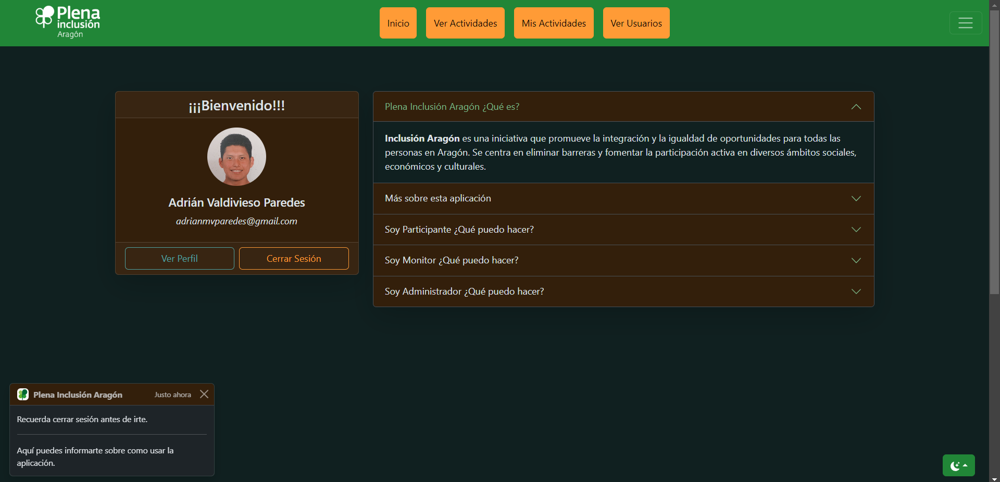 Plena
inclusión
Aragón
Inicio
Ver Actividades
Mis Actividades
Ver Usuarios
¡¡¡Bienvenido!!!
Adrián Valdivieso Paredes
adrianmvparedes@gmail.com
Ver Perfil
Cerrar Sesión
Plena Inclusión Aragón ¿Qué es?
Inclusión Aragón es una iniciativa que promueve la integración y la igualdad de oportunidades para todas las
personas en Aragón. Se centra en eliminar barreras y fomentar la participación activa en diversos ámbitos sociales,
económicos y culturales.
Más sobre esta aplicación
Soy Participante ¿Qué puedo hacer?
Soy Monitor ¿Qué puedo hacer?
Soy Administrador ¿Qué puedo hacer?
Plena Inclusión Aragón
Justo ahora
Recuerda cerrar sesión antes de irte.
Aquí puedes informarte sobre como usar la
aplicación.